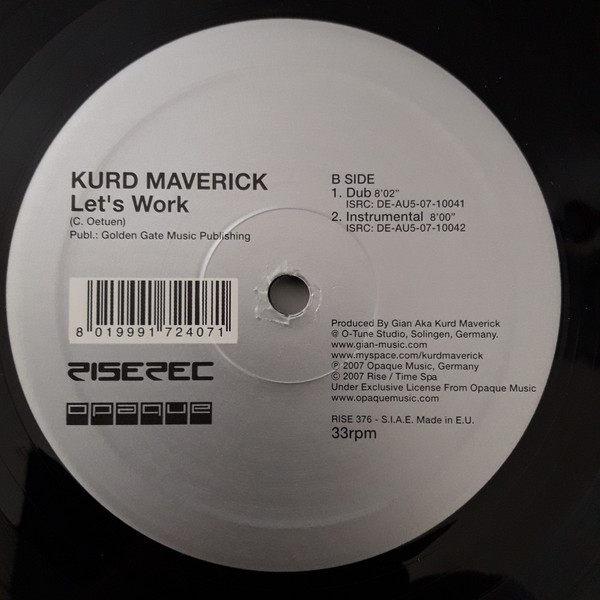 KURD MAVERICK
Let's Work
(C. Oetuen)
Publ.: Golden Gate Music Publishing
8 019991 724071
RISEREC
opaque
B SIDE
1. Dub 8'02"
ISRC: DE-AU5-07-10041
2. Instrumental 8'00"
ISRC: DE-AU5-07-10042
Produced By Gian Aka Kurd Maverick
@ O-Tune Studio, Solingen, Germany.
www.gian-music.com
www.myspace.com/kurdmaverick
℗ 2007 Opaque Music, Germany
© 2007 Rise / Time Spa
Under Exclusive License From Opaque Music
www.opaquemusic.com
RISE 376 - S.I.A.E. Made in E.U.
33rpm